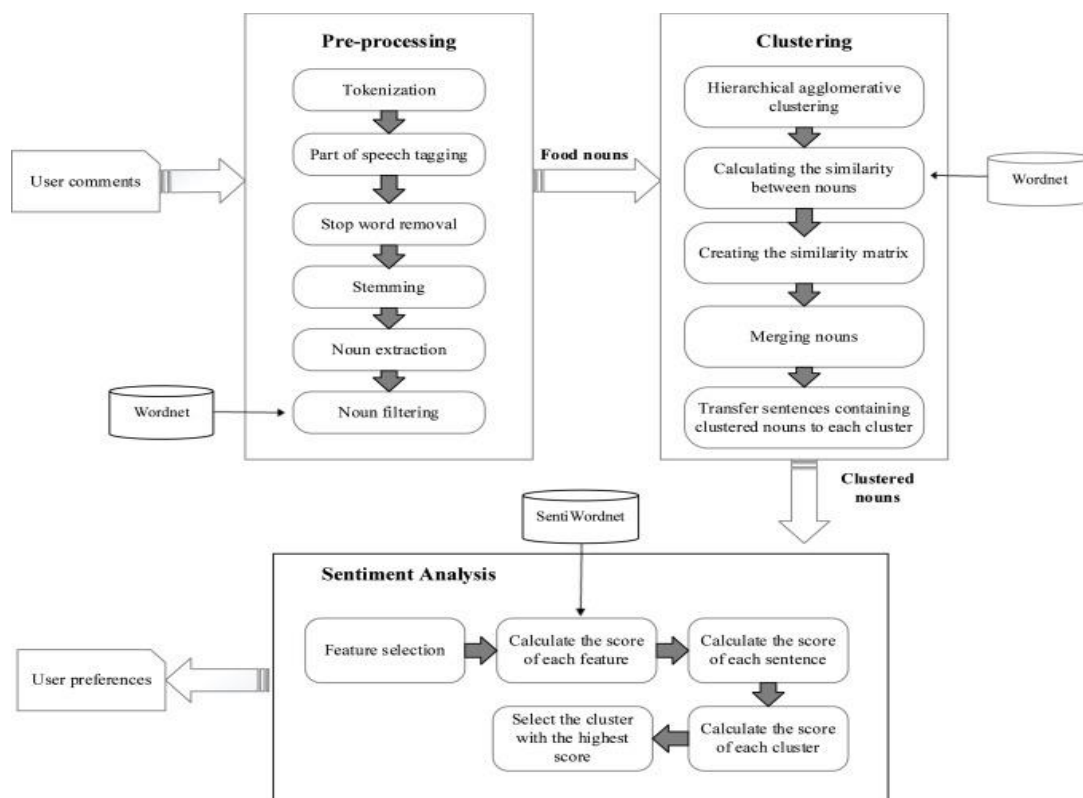 Pre-processing
Tokenization
Part of speech tagging
Stop word removal
Stemming
Noun extraction
Noun filtering
User comments
Wordnet
Food nouns
Clustering
Hierarchical agglomerative
clustering
Calculating the similarity
between nouns
Creating the similarity matrix
Merging nouns
Transfer sentences containing
clustered nouns to each cluster
Wordnet
Clustered
nouns
SentiWordnet
Sentiment Analysis
Feature selection
Calculate the score
of each feature
Calculate the score
of each sentence
Calculate the score
of each cluster
Select the cluster
with the highest
score
User preferences